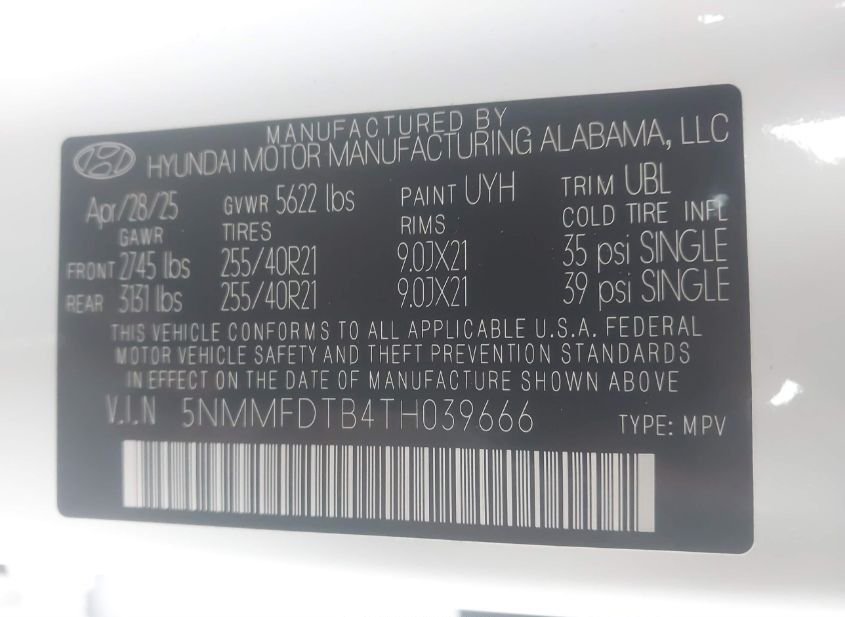 MANUFACTURED BY
HYUNDAI MOTOR MANUFACTURING ALABAMA, LLC
Apr/28/25 GVWR 5622 lbs PAINT UYH TRIM UBL
GAWR TIRES RIMS COLD TIRE INFL
FRONT 2745 lbs 255/40R21 9.0JX21 35 psi SINGLE
REAR 3131 lbs 255/40R21 9.0JX21 39 psi SINGLE
THIS VEHICLE CONFORMS TO ALL APPLICABLE U.S.A. FEDERAL
MOTOR VEHICLE SAFETY AND THEFT PREVENTION STANDARDS
IN EFFECT ON THE DATE OF MANUFACTURE SHOWN ABOVE
V.I.N 5NMMFDTB4TH039666 TYPE: MPV